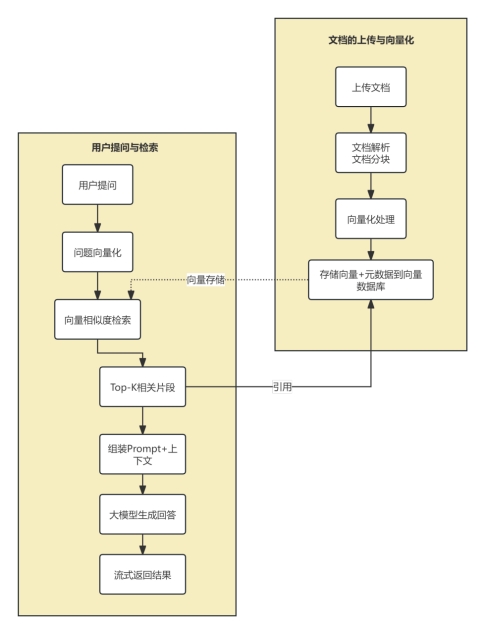 文档的上传与向量化
上传文档
文档解析
文档分块
向量化处理
存储向量+元数据到向量
数据库
用户提问与检索
用户提问
问题向量化
向量存储
向量相似度检索
Top-K相关片段
引用
组装Prompt+上
下文
大模型生成回答
流式返回结果